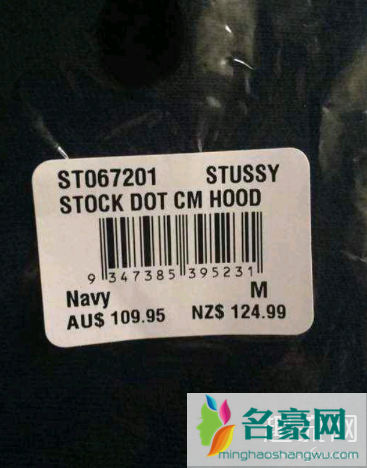 ST067201 STUSSY
STOCK DOT CM HOOD
9 347385 395231
Navy M
AU$ 109.95 NZ$ 124.99
名豪网
minghaoshangwu.com